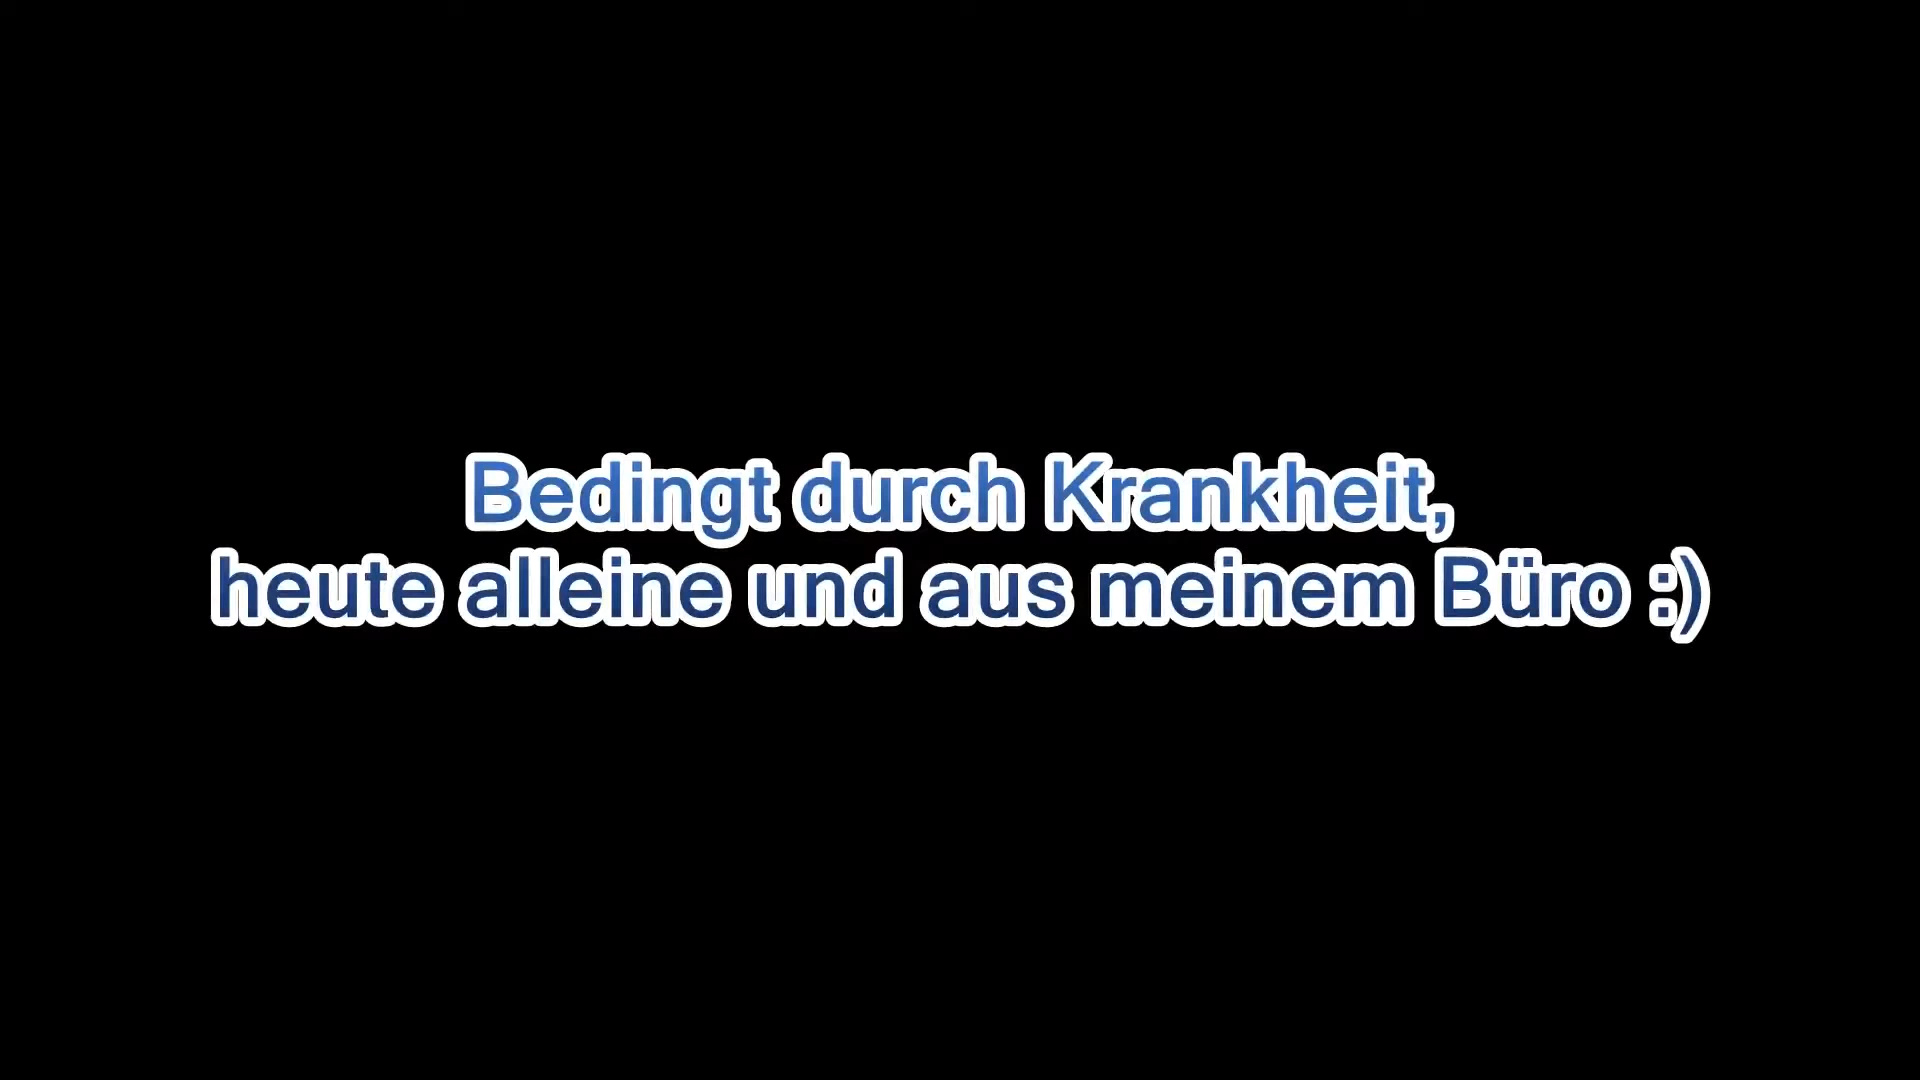 Bedingt durch Krankheit,
heute alleine und aus meinem Büro :)